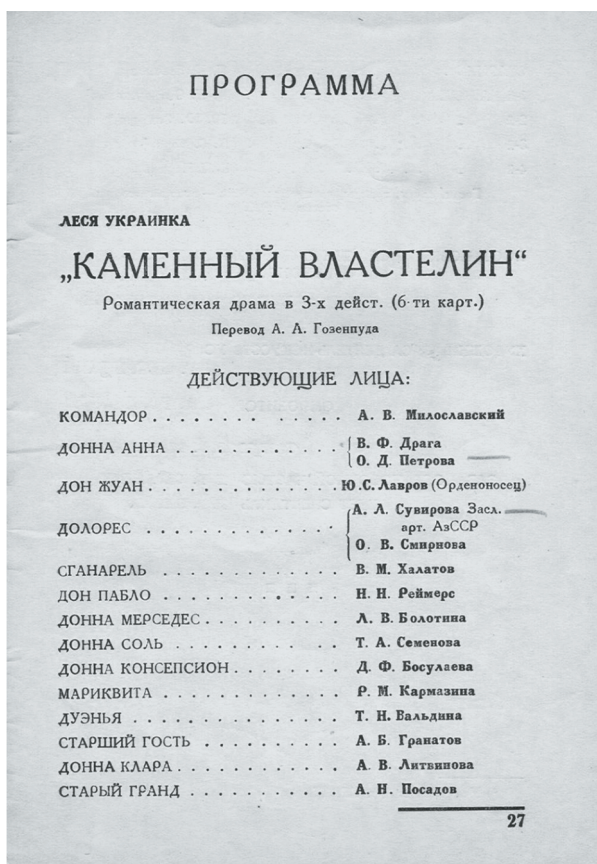 ПРОГРАММА
ЛЕСЯ УКРАИНКА
„КАМЕННЫЙ ВЛАСТЕЛИН“
Романтическая драма в 3-х дейст. (6-ти карт.)
Перевод А. А. Гозенпуда
ДЕЙСТВУЮЩИЕ ЛИЦА:
КОМАНДОР . . . . . . . . . . . . . А. В. Милославский
ДОННА АННА . . . . . . . . . . . . В. Ф. Драга
О. Д. Петрова
ДОН ЖУАН . . . . . . . . . . . . . Ю.С. Лавров (Орденоносец)
ДОЛОРЕС . . . . . . . . . . . . . А. Л. Сувирова Засл.
арт. АзССР
О. В. Смирнова
СГАНАРЕЛЬ . . . . . . . . . . . . В. М. Халатов
ДОН ПАБЛО . . . . . . . . . . . . Н. Н. Реймерс
ДОННА МЕРСЕДЕС . . . . . . . . . . Л. В. Болотина
ДОННА СОЛЬ . . . . . . . . . . . . Т. А. Семенова
ДОННА КОНСЕПСИОН . . . . . . . . Д. Ф. Босулаева
МАРИКВИТА . . . . . . . . . . . . Р. М. Кармазина
ДУЭНЬЯ . . . . . . . . . . . . . . Т. Н. Вальдина
СТАРШИЙ ГОСТЬ . . . . . . . . . . А. Б. Гранатов
ДОННА КЛАРА . . . . . . . . . . . А. В. Литвинова
СТАРЫЙ ГРАНД . . . . . . . . . . . А. Н. Посадов
27